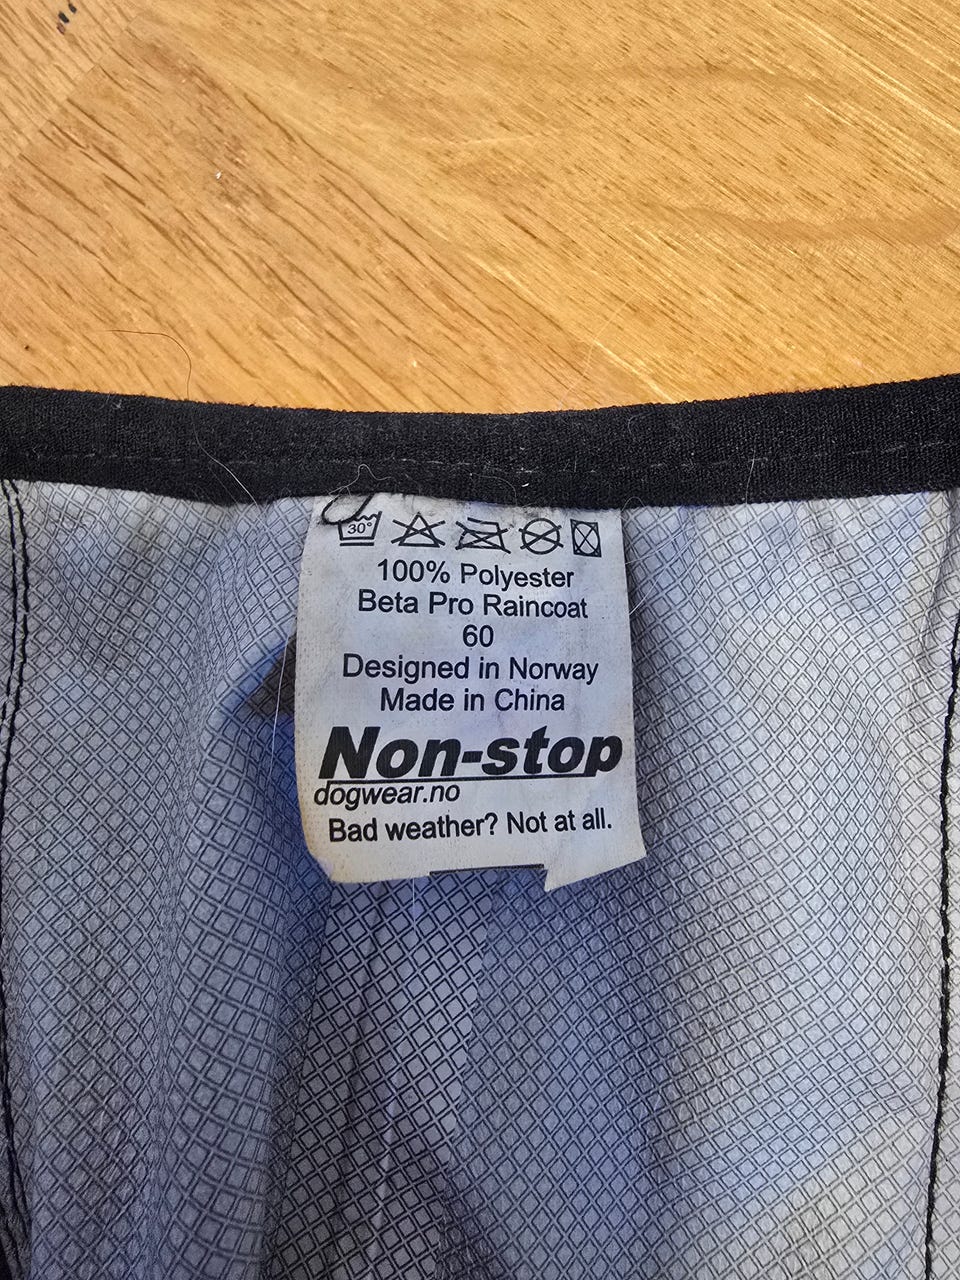 30°
100% Polyester
Beta Pro Raincoat
60
Designed in Norway
Made in China
Non-stop
dogwear.no
Bad weather? Not at all.